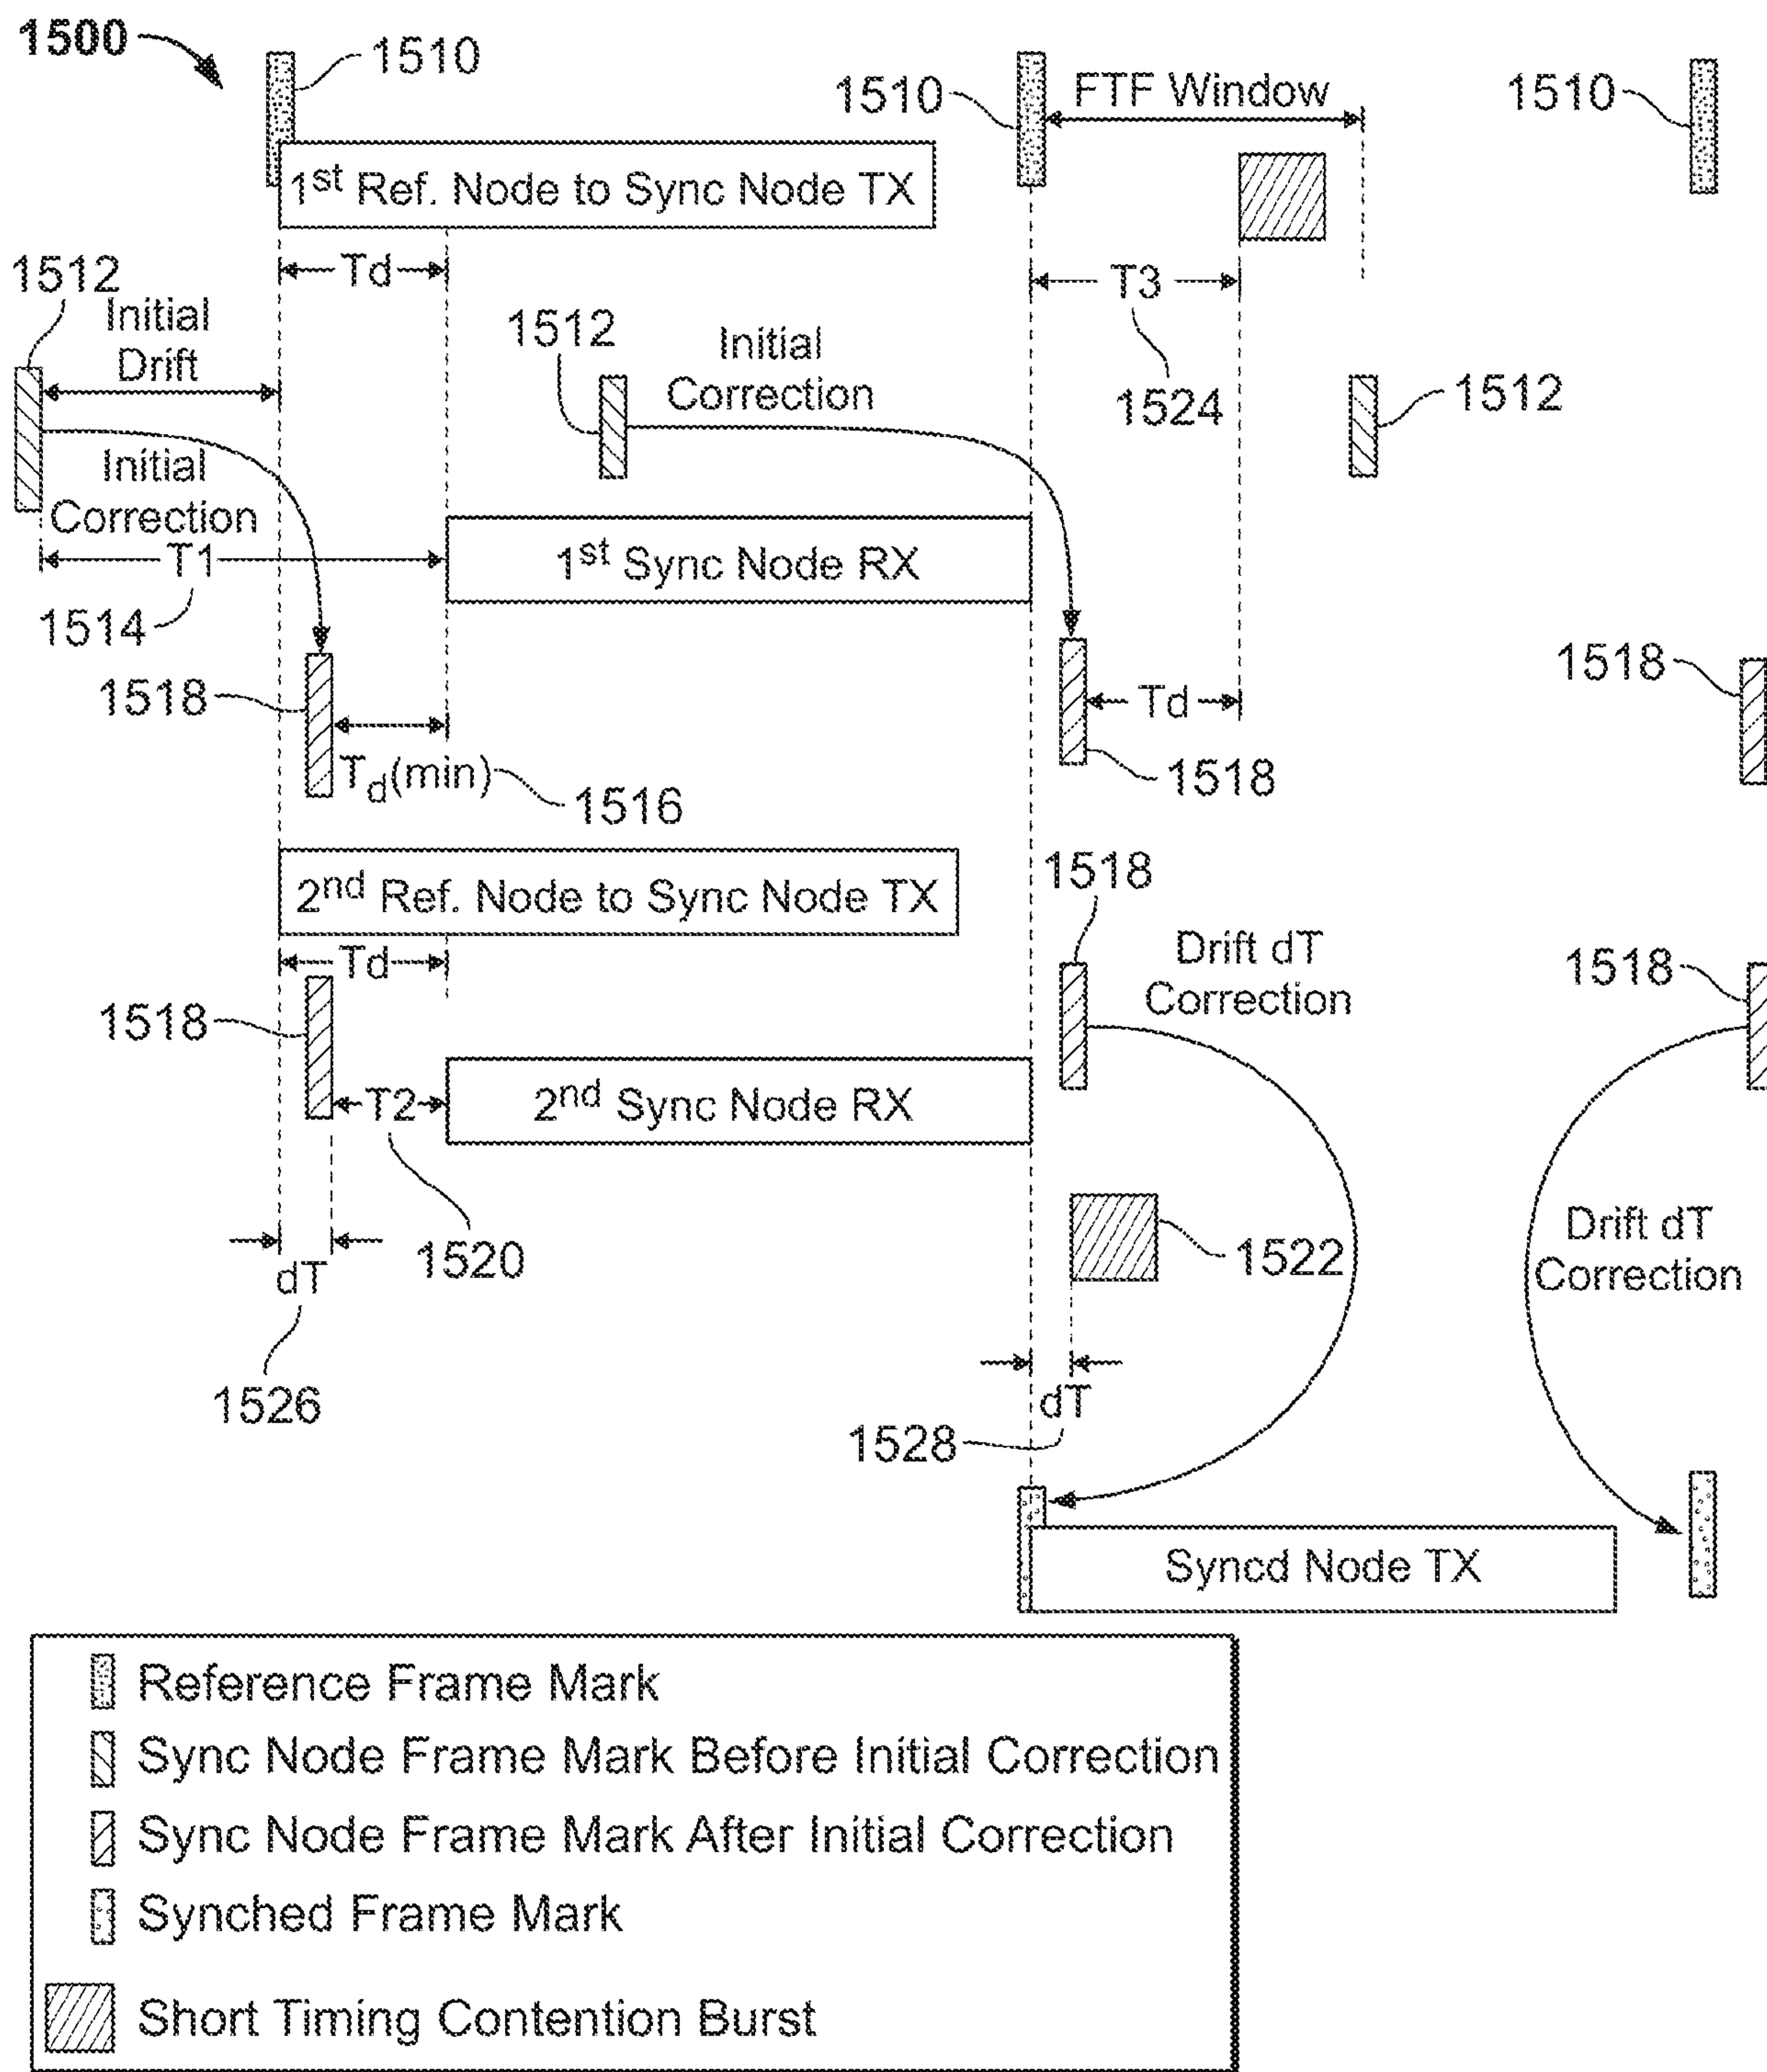 1500
1510
1510
FTF Window
1510
1st Ref. Node to Sync Node TX
Td
T3
1512
Initial
Drift
1512
Initial
Correction
1524
1512
Initial
Correction
T1
1st Sync Node RX
1514
1518
Td
1518
Td(min)
1516
1518
2nd Ref. Node to Sync Node TX
1518
Td
Drift dT
Correction
1518
1518
T2
2nd Sync Node RX
1520
1522
Drift dT
Correction
dT
1526
dT
1528
Syncd Node TX
Reference Frame Mark
Sync Node Frame Mark Before Initial Correction
Sync Node Frame Mark After Initial Correction
Synched Frame Mark
Short Timing Contention Burst